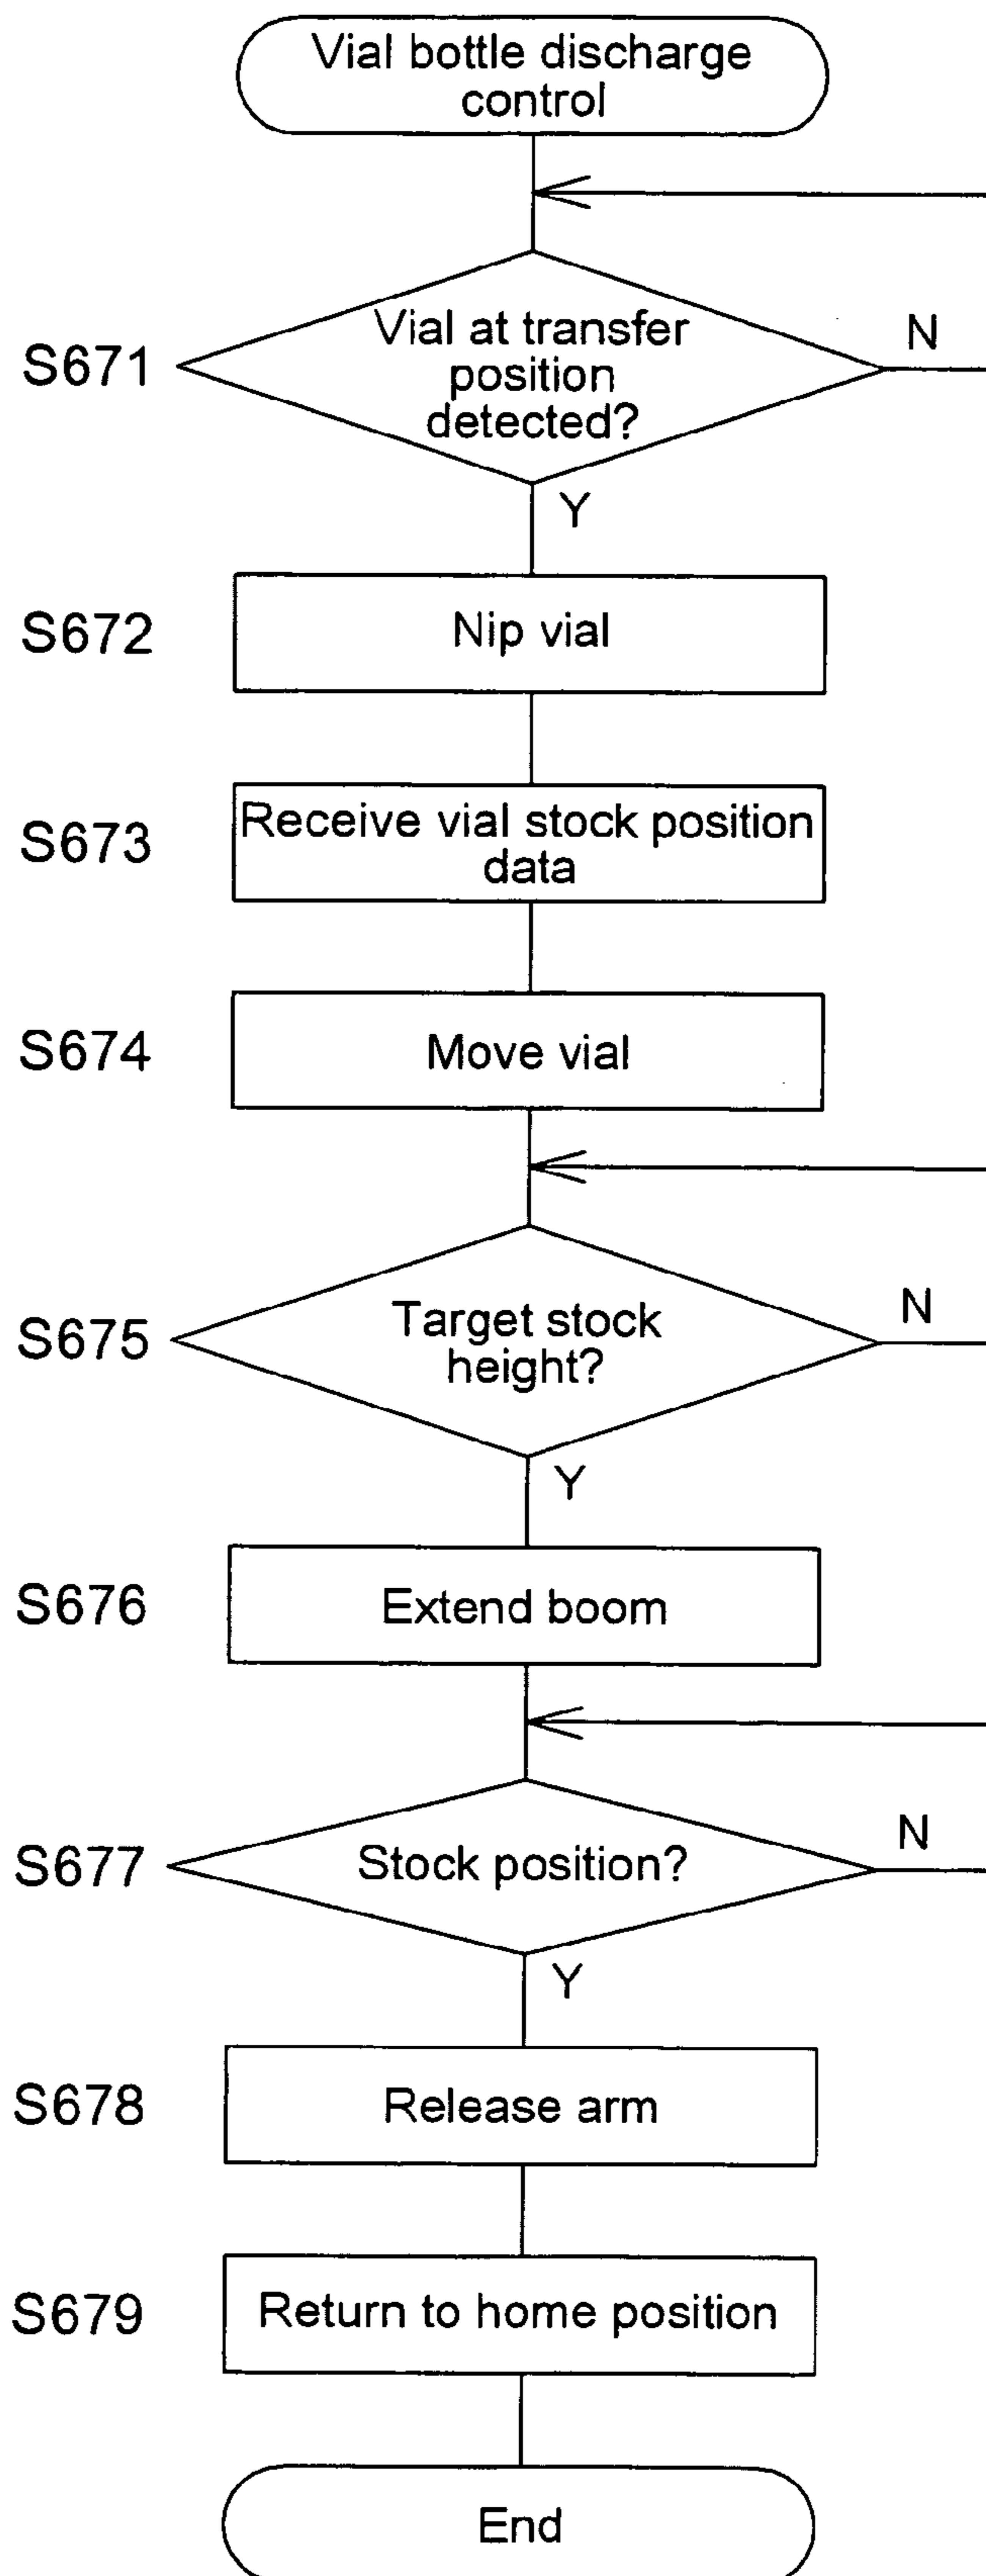 Vial bottle discharge
control
S671
Vial at transfer
position
detected?
N
Y
S672
Nip vial
S673
Receive vial stock position
data
S674
Move vial
S675
Target stock
height?
N
Y
S676
Extend boom
S677
Stock position?
N
Y
S678
Release arm
S679
Return to home position
End